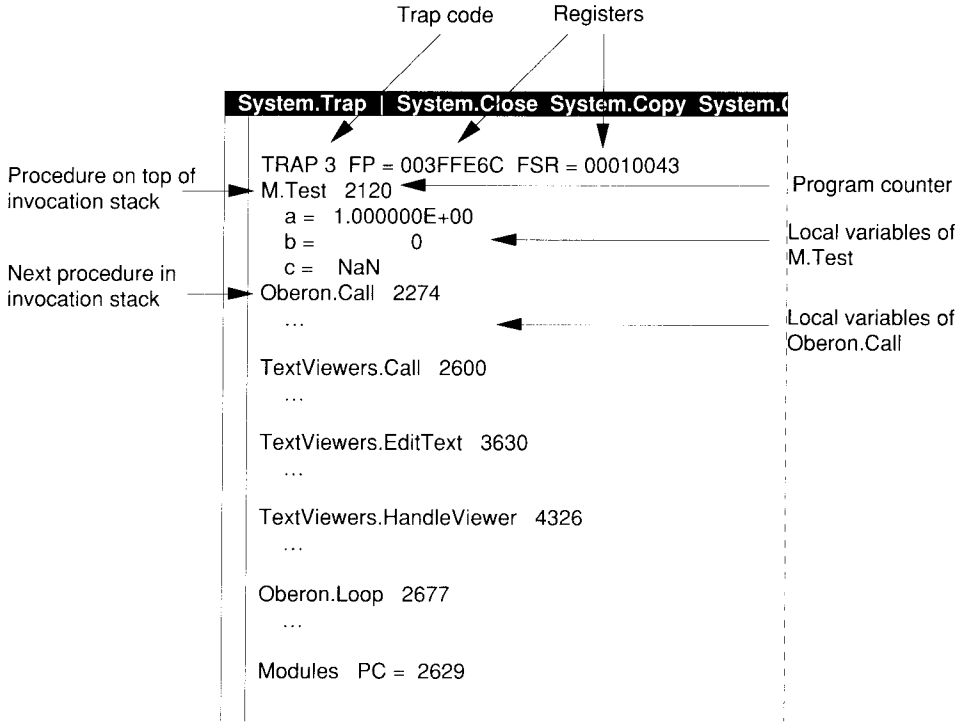 Trap code
Registers
System.Trap | System.Close System.Copy System.(
TRAP 3 FP = 003FFE6C FSR = 00010043
Procedure on top of
invocation stack
M.Test 2120
Program counter
a = 1.000000E+00
b = 0
c = NaN
Local variables of
M.Test
Next procedure in
invocation stack
Oberon.Call 2274
...
Local variables of
Oberon.Call
TextViewers.Call 2600
...
TextViewers.EditText 3630
...
TextViewers.HandleViewer 4326
...
Oberon.Loop 2677
...
Modules PC = 2629